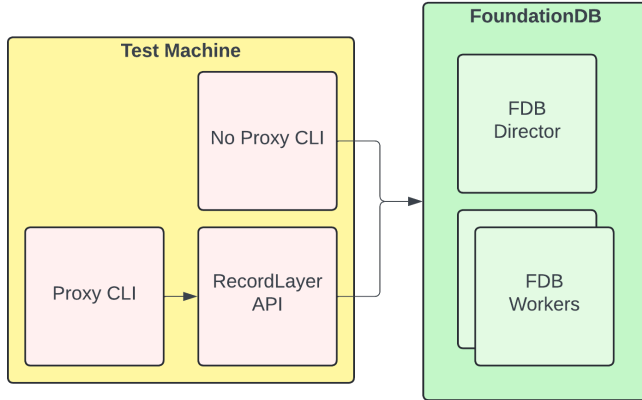 Test Machine
No Proxy CLI
Proxy CLI
RecordLayer
API
FoundationDB
FDB
Director
FDB
Workers